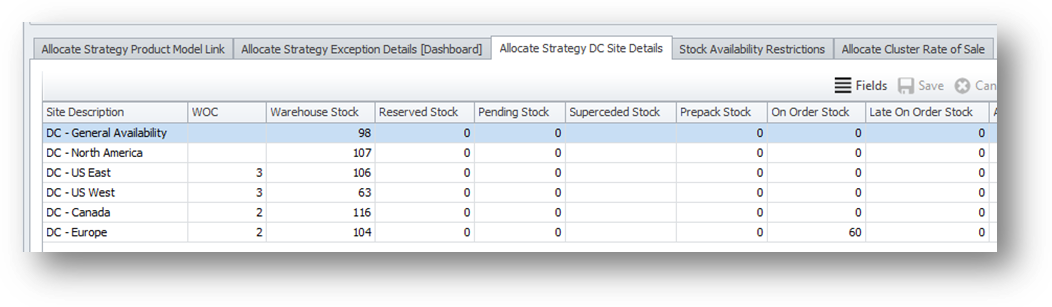 Allocate Strategy Product Model Link Allocate Strategy Exception Details [Dashboard] Allocate Strategy DC Site Details Stock Availability Restrictions Allocate Cluster Rate of Sale
Fields Save Can
Site Description WOC Warehouse Stock Reserved Stock Pending Stock Superceded Stock Prepack Stock On Order Stock Late On Order Stock A
DC - General Availability 98 0 0 0 0 0
DC - North America 107 0 0 0 0 0
DC - US East 3 106 0 0 0 0 0
DC - US West 3 63 0 0 0 0 0
DC - Canada 2 116 0 0 0 0 0
DC - Europe 2 104 0 0 0 60 0